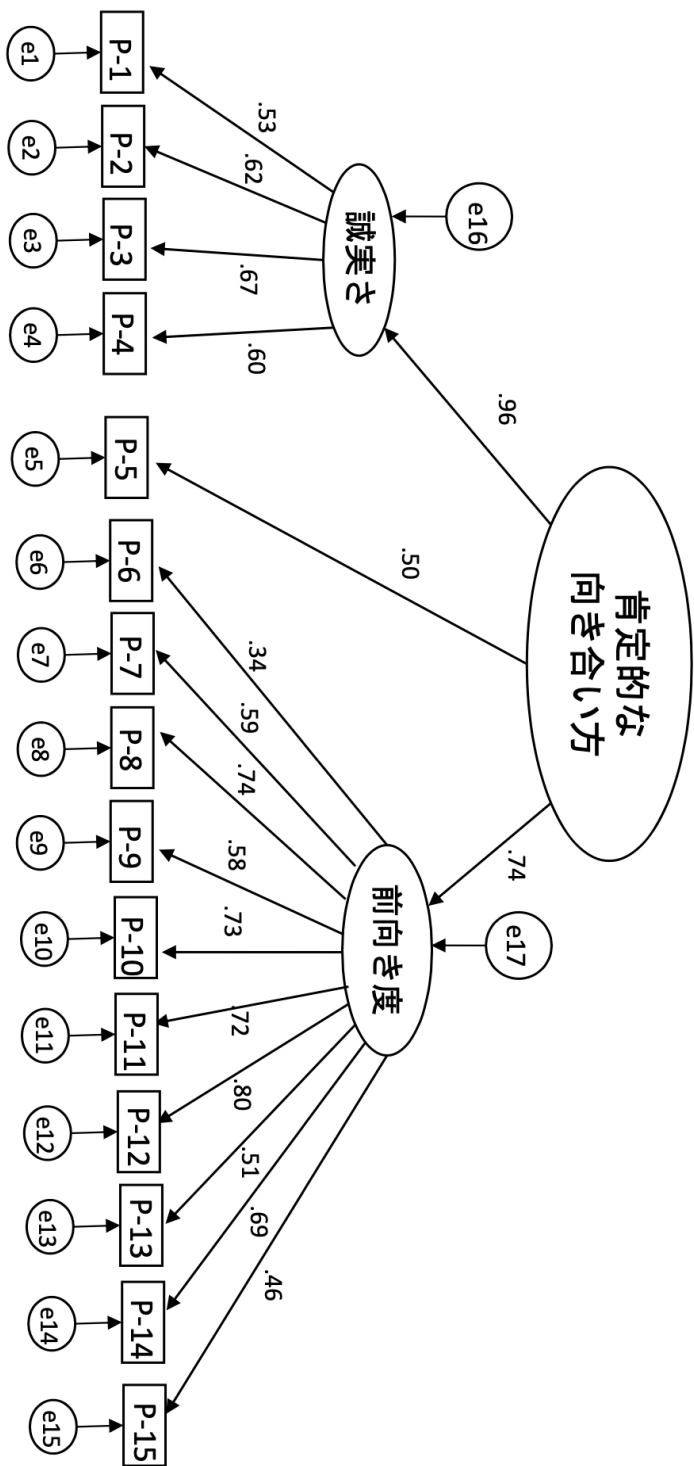 肯定的な
向き合い方
.96
.50
.74
e16
誠実さ
e17
前向き度
.53
.62
.67
.60
.34
.59
.74
.58
.73
.72
.80
.51
.69
.46
P-1
P-2
P-3
P-4
P-5
P-6
P-7
P-8
P-9
P-10
P-11
P-12
P-13
P-14
P-15
e1
e2
e3
e4
e5
e6
e7
e8
e9
e10
e11
e12
e13
e14
e15